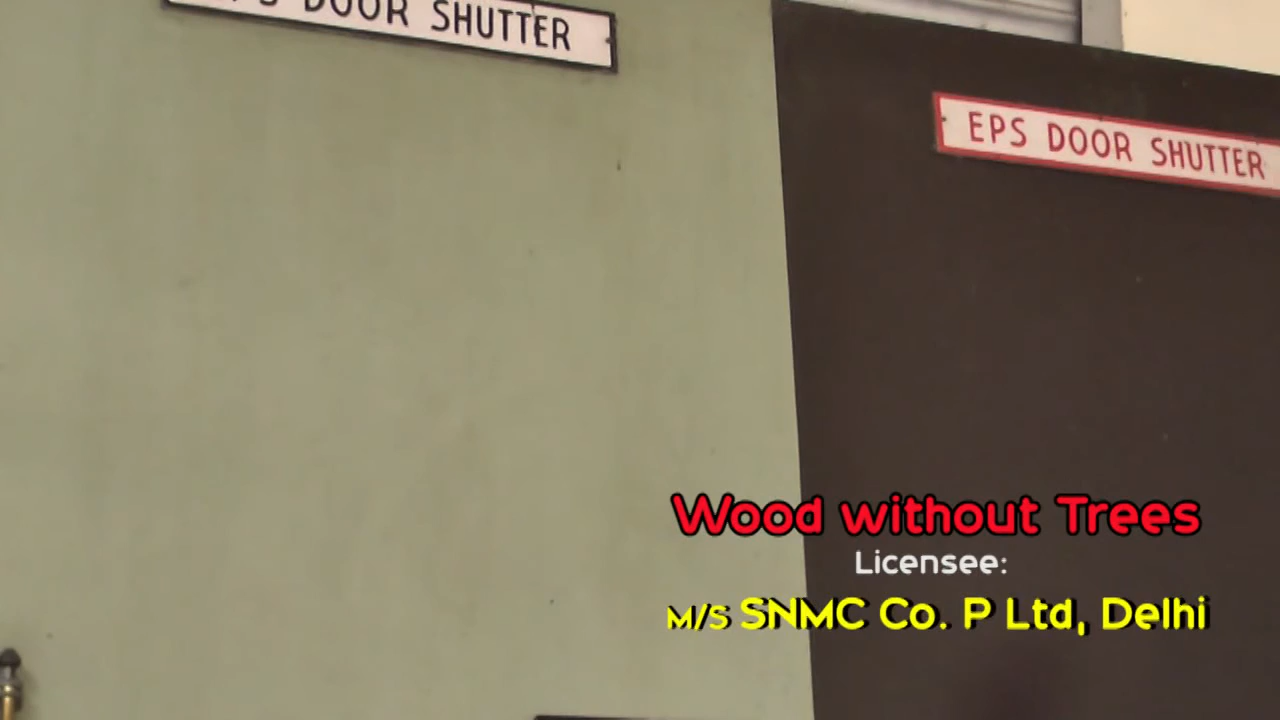 DOOR SHUTTER
EPS DOOR SHUTTER
Wood without Trees
Licensee:
M/S SNMC Co. P Ltd, Delhi